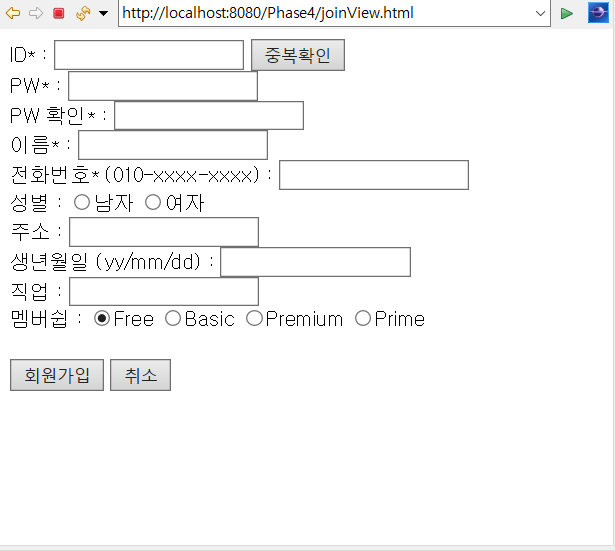 http://localhost:8080/Phase4/joinView.html
ID* : 중복확인
PW* :
PW 확인* :
이름* :
전화번호*(010-xxxx-xxxx) :
성별 : 남자 여자
주소 :
생년월일 (yy/mm/dd) :
직업 :
멤버쉽 : Free Basic Premium Prime
회원가입 취소